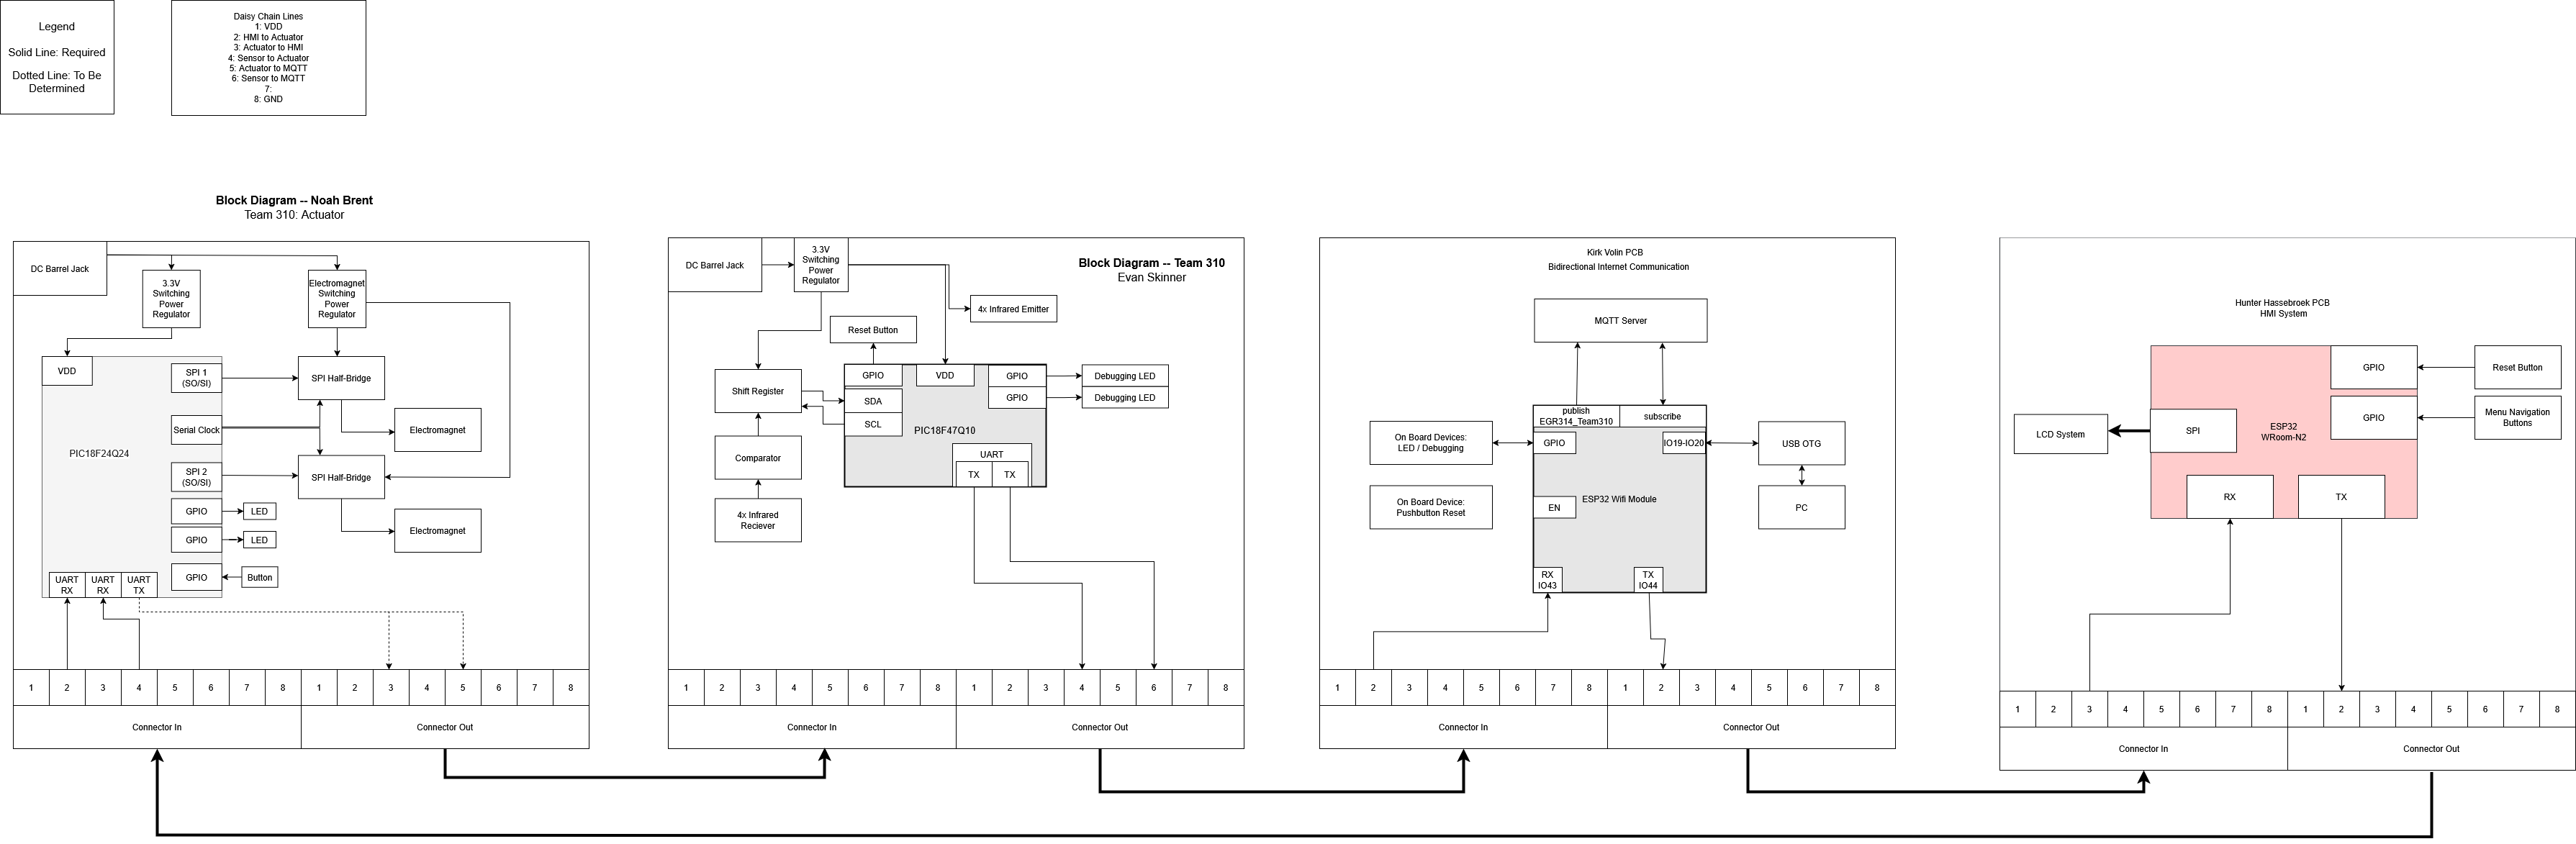 Legend
Solid Line: Required
Dotted Line: To Be
Determined
Daisy Chain Lines
1: VDD
2: HMI to Actuator
3: Actuator to HMI
4: Sensor to Actuator
5: Actuator to MQTT
6: Sensor to MQTT
7:
8: GND
Block Diagram -- Noah Brent
Team 310: Actuator
DC Barrel Jack
3.3V
Switching
Power
Regulator
Electromagnet
Switching
Power
Regulator
VDD
SPI 1
(SO/SI)
SPI Half-Bridge
Electromagnet
Serial Clock
PIC18F24Q24
SPI 2
(SO/SI)
SPI Half-Bridge
Electromagnet
GPIO
LED
GPIO
LED
GPIO
Button
UART
RX
UART
RX
UART
TX
1 2 3 4 5 6 7 8 1 2 3 4 5 6 7 8
Connector In
Connector Out
DC Barrel Jack
3.3V
Switching
Power
Regulator
Block Diagram -- Team 310
Evan Skinner
4x Infrared Emitter
Reset Button
Shift Register
GPIO
VDD
GPIO
Debugging LED
SDA
GPIO
Debugging LED
SCL
PIC18F47Q10
Comparator
UART
TX
TX
4x Infrared
Reciever
1 2 3 4 5 6 7 8 1 2 3 4 5 6 7 8
Connector In
Connector Out
Kirk Volin PCB
Bidirectional Internet Communication
MQTT Server
publish
EGR314_Team310
subscribe
On Board Devices:
LED / Debugging
GPIO
IO19-IO20
USB OTG
On Board Device:
Pushbutton Reset
EN
ESP32 Wifi Module
PC
RX
IO43
TX
IO44
1 2 3 4 5 6 7 8 1 2 3 4 5 6 7 8
Connector In
Connector Out
Hunter Hassebroek PCB
HMI System
GPIO
Reset Button
GPIO
Menu Navigation
Buttons
LCD System
SPI
ESP32
WRoom-N2
RX
TX
1 2 3 4 5 6 7 8 1 2 3 4 5 6 7 8
Connector In
Connector Out